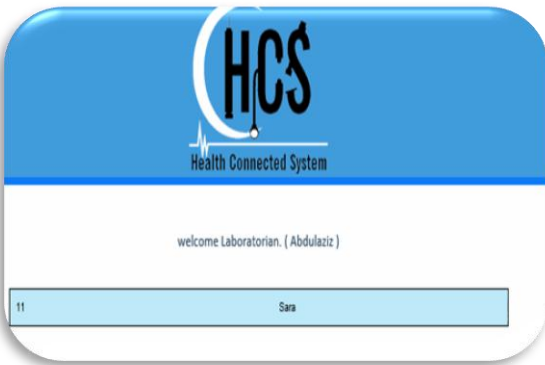 HCS
Health Connected System
welcome Laboratorian. ( Abdulaziz )
11 Sara